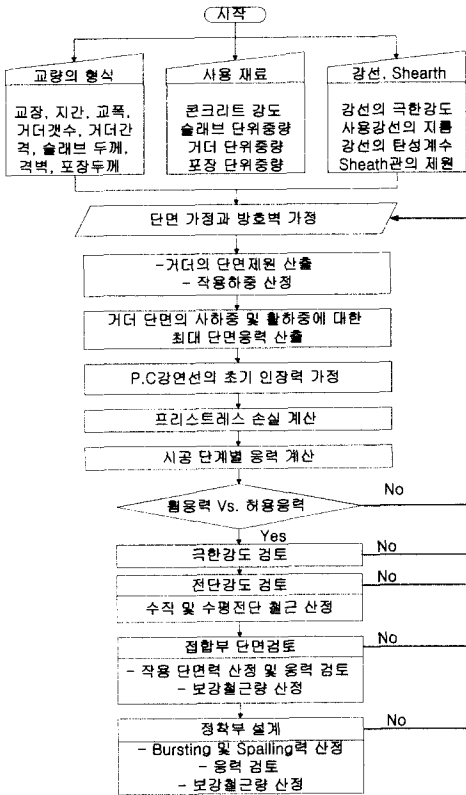 시작
교량의 형식
교장, 지간, 교폭,
거더갯수, 거더간
격, 슬래브 두께,
격벽, 포장두께
사용 재료
콘크리트 강도
슬래브 단위중량
거더 단위중량
포장 단위중량
강선, Shearth
강선의 극한강도
사용강선의 지름
강선의 탄성계수
Sheath관의 제원
단면 가정과 방호벽 가정
-거더의 단면제원 산출
- 작용하중 산정
거더 단면의 사하중 및 활하중에 대한
최대 단면응력 산출
P.C강연선의 초기 인장력 가정
프리스트레스 손실 계산
시공 단계별 응력 계산
휨응력 Vs. 허용응력
No
Yes
극한강도 검토
No
전단강도 검토
No
수직 및 수평전단 철근 산정
접합부 단면검토
No
- 작용 단면력 산정 및 응력 검토
- 보강철근량 산정
정착부 설계
No
- Bursting 및 Spalling력 산정
- 응력 검토
- 보강철근량 산정